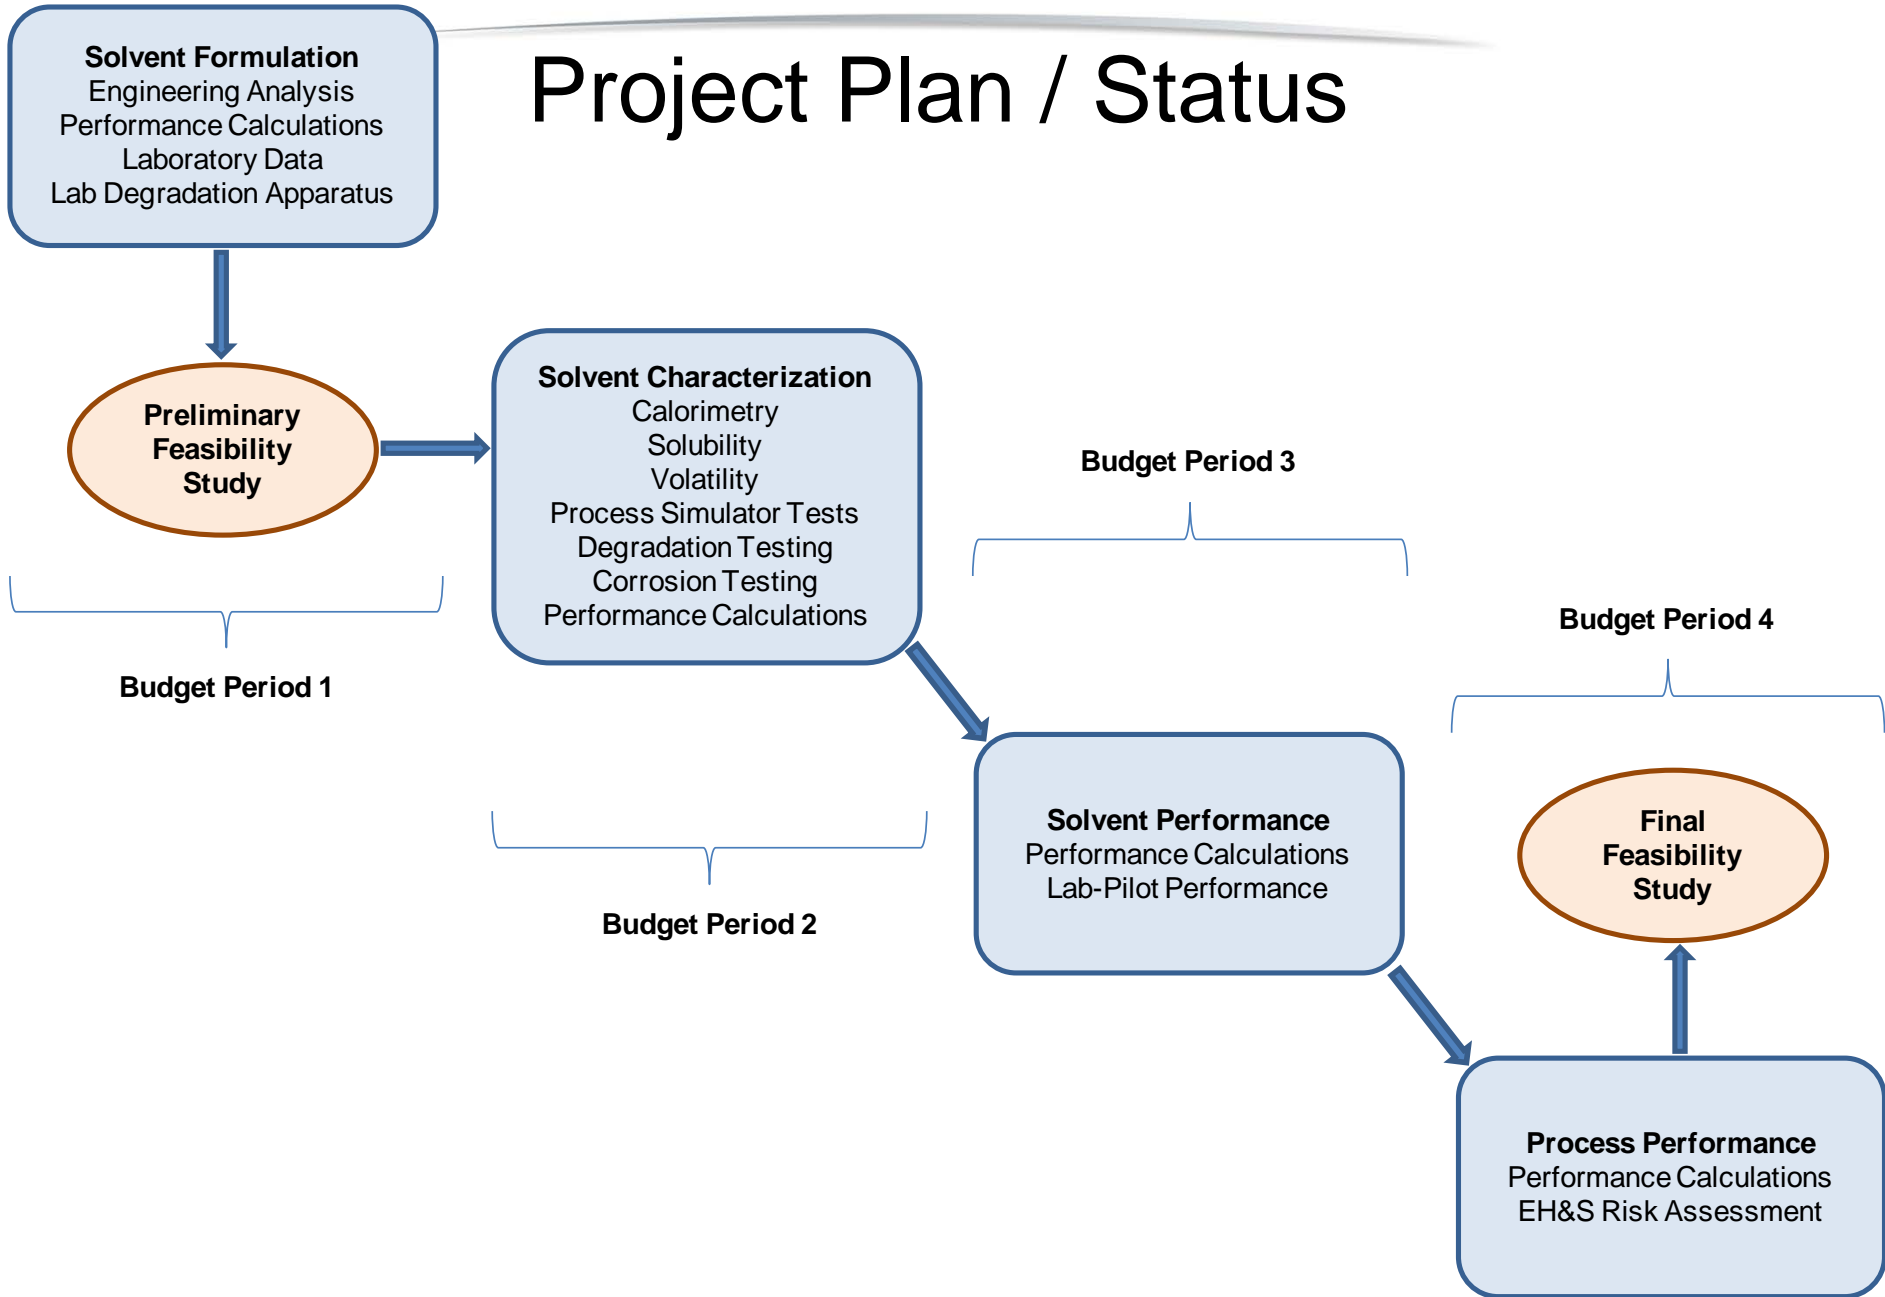 Project Plan / Status
Solvent Formulation
Engineering Analysis
Performance Calculations
Laboratory Data
Lab Degradation Apparatus
Preliminary
Feasibility
Study
Budget Period 1
Solvent Characterization
Calorimetry
Solubility
Volatility
Process Simulator Tests
Degradation Testing
Corrosion Testing
Performance Calculations
Budget Period 2
Budget Period 3
Solvent Performance
Performance Calculations
Lab-Pilot Performance
Budget Period 4
Final
Feasibility
Study
Process Performance
Performance Calculations
EH&S Risk Assessment